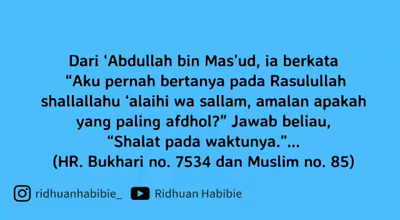 Dari ‘Abdullah bin Mas’ud, ia berkata
“Aku pernah bertanya pada Rasulullah
shallallahu ‘alaihi wa sallam, amalan apakah
yang paling afdhol?” Jawab beliau,
“Shalat pada waktunya.”...
(HR. Bukhari no. 7534 dan Muslim no. 85)
ridhuanhabibie_ Ridhuan Habibie